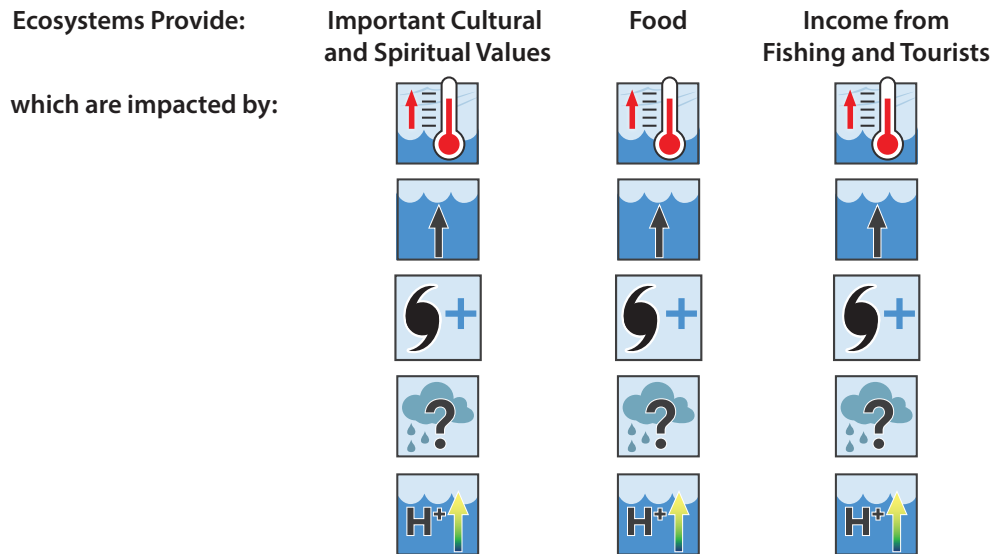 Ecosystems Provide:
Important Cultural
and Spiritual Values
Food
Income from
Fishing and Tourists
which are impacted by:
?
?
?
H+
H+
H+